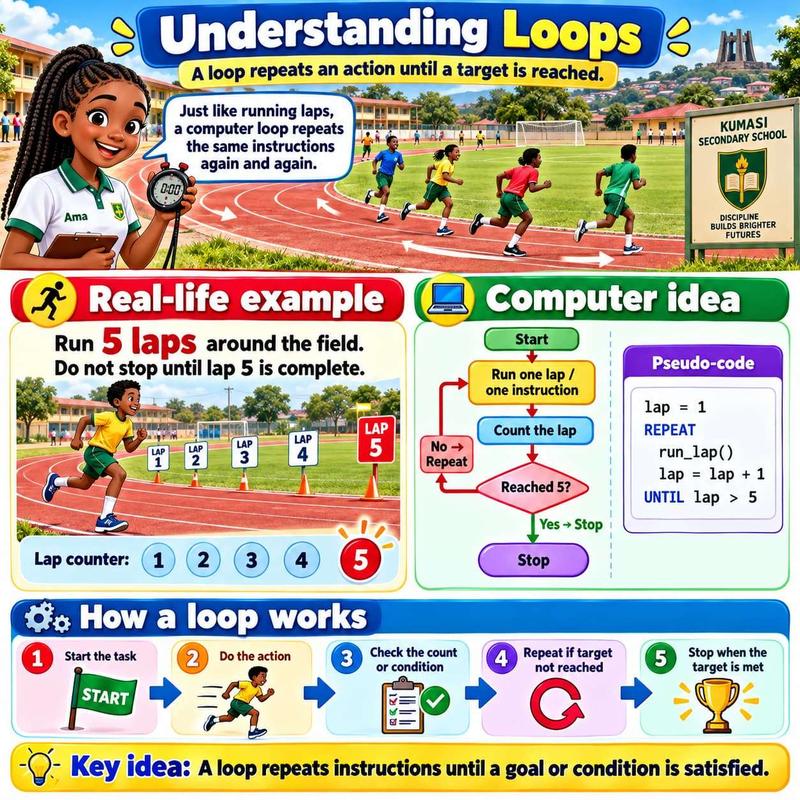 Understanding Loops
A loop repeats an action until a target is reached.
Just like running laps,
a computer loop repeats
the same instructions
again and again.
0:00
Ama
KUMASI
SECONDARY SCHOOL
DISCIPLINE
BUILDS BRIGHTER
FUTURES
Real-life example
Run 5 laps around the field.
Do not stop until lap 5 is complete.
LAP
1
LAP
2
LAP
3
LAP
4
LAP
5
Lap counter: 1 2 3 4 5
Computer idea
Start
Run one lap /
one instruction
Count the lap
No →
Repeat
Reached 5?
Yes → Stop
Stop
Pseudo-code
lap = 1
REPEAT
run_lap()
lap = lap + 1
UNTIL lap > 5
How a loop works
1 Start the task
START
2 Do the action
3 Check the count
or condition
4 Repeat if target
not reached
5 Stop when the
target is met
Key idea: A loop repeats instructions until a goal or condition is satisfied.